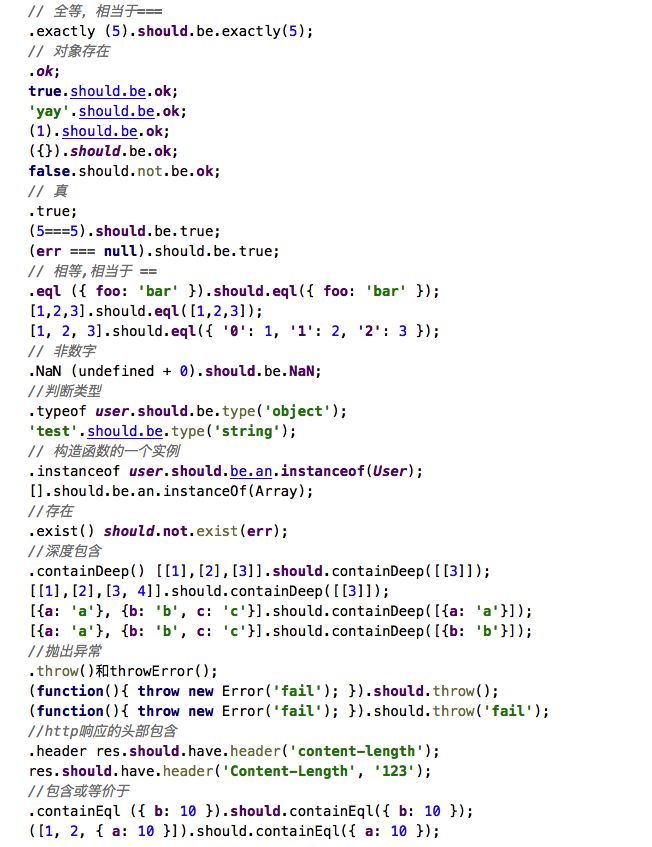 // 全等，相当于===
.exactly (5).should.be.exactly(5);
// 对象存在
.ok;
true.should.be.ok;
'yay'.should.be.ok;
(1).should.be.ok;
({}).should.be.ok;
false.should.not.be.ok;
// 真
.true;
(5===5).should.be.true;
(err === null).should.be.true;
// 相等,相当于 ==
.eql ({ foo: 'bar' }).should.eql({ foo: 'bar' });
[1,2,3].should.eql([1,2,3]);
[1, 2, 3].should.eql({ '0': 1, '1': 2, '2': 3 });
// 非数字
.NaN (undefined + 0).should.be.NaN;
//判断类型
.typeof user.should.be.type('object');
'test'.should.be.type('string');
// 构造函数的一个实例
.instanceof user.should.be.an.instanceof(User);
[].should.be.an.instanceOf(Array);
//存在
.exist() should.not.exist(err);
//深度包含
.containDeep() [[1],[2],[3]].should.containDeep([[3]]);
[[1],[2],[3, 4]].should.containDeep([[3]]);
[{a: 'a'}, {b: 'b', c: 'c'}].should.containDeep([{a: 'a'}]);
[{a: 'a'}, {b: 'b', c: 'c'}].should.containDeep([{b: 'b'}]);
//抛出异常
.throw()和throwError();
(function(){ throw new Error('fail'); }).should.throw();
(function(){ throw new Error('fail'); }).should.throw('fail');
//http响应的头部包含
.header res.should.have.header('content-length');
res.should.have.header('Content-Length', '123');
//包含或等价于
.containEql ({ b: 10 }).should.containEql({ b: 10 });
([1, 2, { a: 10 }]).should.containEql({ a: 10 });